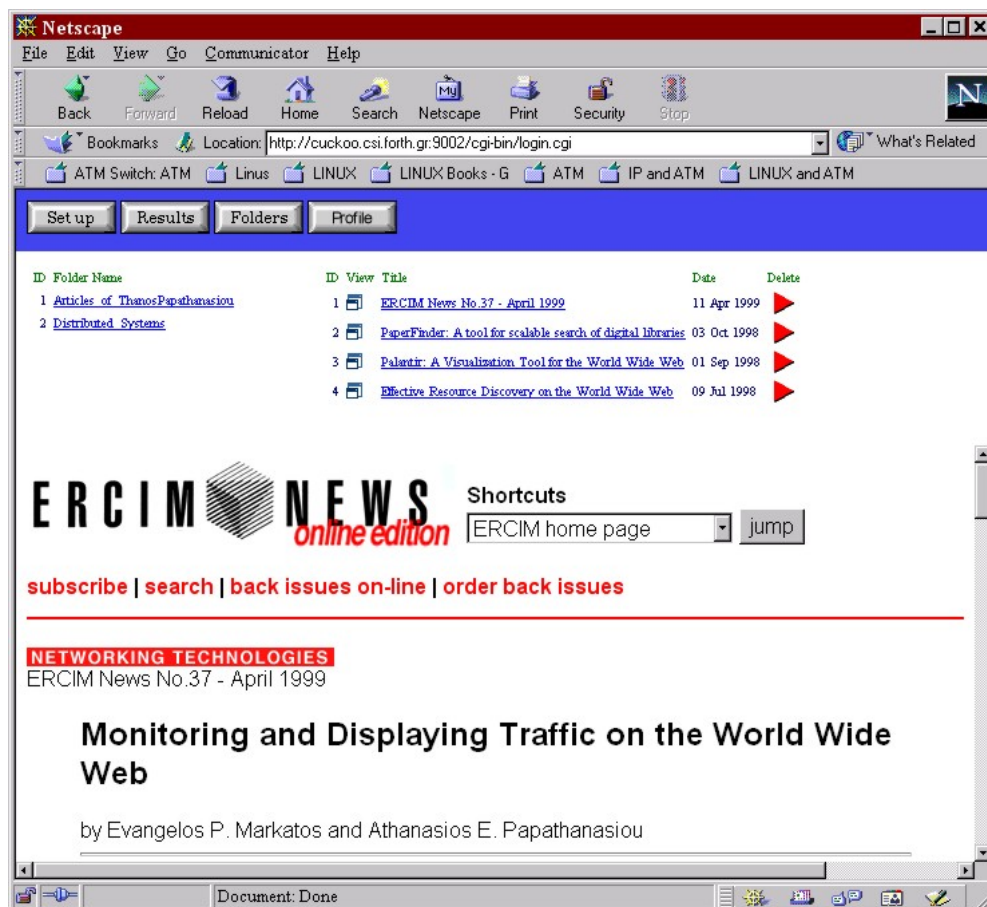 Netscape
File Edit View Go Communicator Help
My
N
Back Forward Reload Home Search Netscape Print Security Stop
Bookmarks Location: http://cuckoo.csi.forth.gr:9002/cgi-bin/login.cgi What's Related
ATM Switch: ATM Linus LINUX LINUX Books - G ATM IP and ATM LINUX and ATM
Set up Results Folders Profile
ID Folder Name
1 Articles of ThanosPapathanasiou
2 Distributed Systems
ID View Title Date Delete
1 ERCIM News No.37 - April 1999 11 Apr 1999
2 PaperFinder: A tool for scalable search of digital libraries 03 Oct 1998
3 Palantir: A Visualization Tool for the World Wide Web 01 Sep 1998
4 Effective Resource Discovery on the World Wide Web 09 Jul 1998
ERCIM NEWS
online edition
Shortcuts
ERCIM home page jump
subscribe | search | back issues on-line | order back issues
NETWORKING TECHNOLOGIES
ERCIM News No.37 - April 1999
Monitoring and Displaying Traffic on the World Wide
Web
by Evangelos P. Markatos and Athanasios E. Papathanasiou
Document: Done